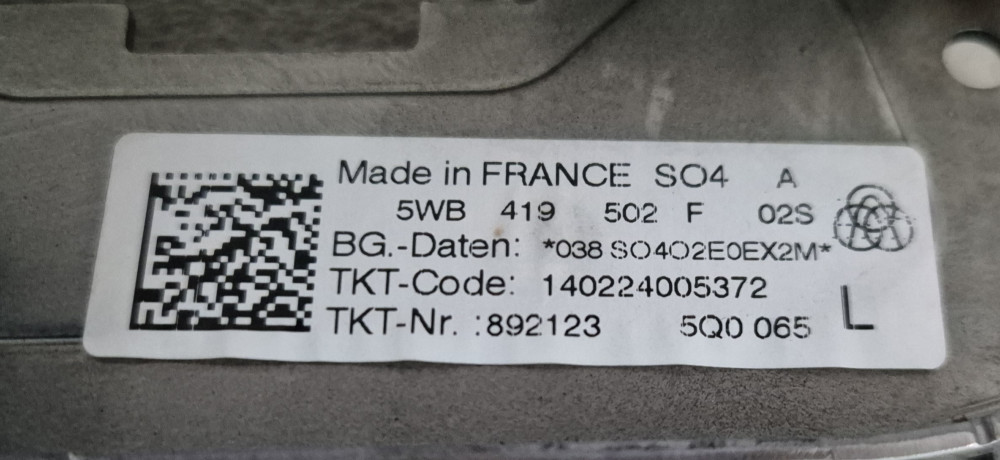 Made in FRANCE SO4 A
5WB 419 502 F 02S
BG.-Daten: *038 SO4O2E0EX2M*
TKT-Code: 140224005372
TKT-Nr. :892123 5Q0 065 L